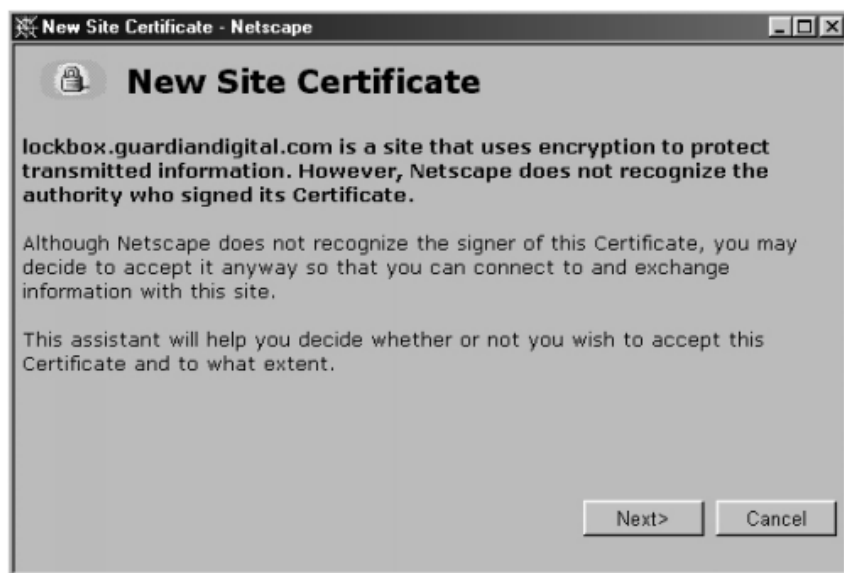 New Site Certificate - Netscape
New Site Certificate
lockbox.guardiandigital.com is a site that uses encryption to protect
transmitted information. However, Netscape does not recognize the
authority who signed its Certificate.
Although Netscape does not recognize the signer of this Certificate, you may
decide to accept it anyway so that you can connect to and exchange
information with this site.
This assistant will help you decide whether or not you wish to accept this
Certificate and to what extent.
Next> Cancel